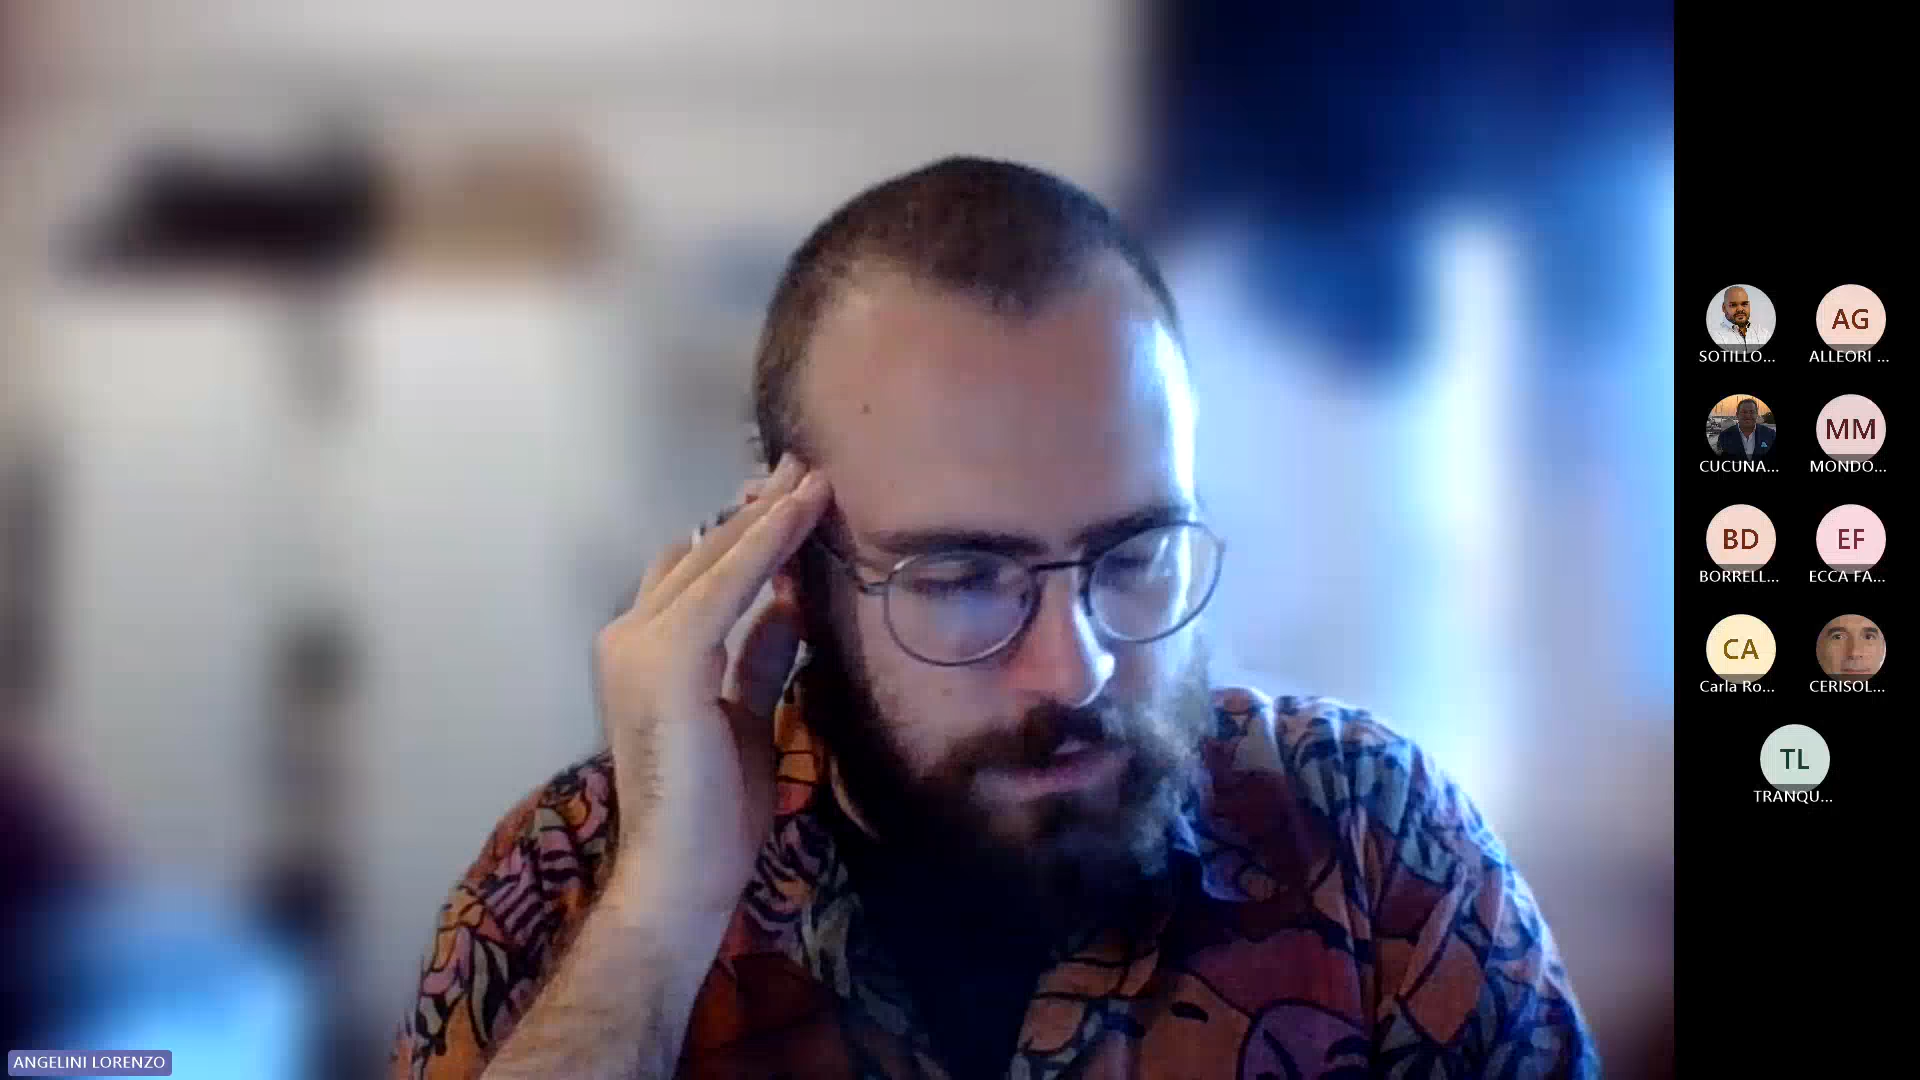 SOTILLO...
AG
ALLEORI ...
CUCUNA...
MM
MONDO...
BD
BORRELL...
EF
ECCA FA...
CA
Carla Ro...
CERISOL...
TL
TRANQU...
ANGELINI LORENZO